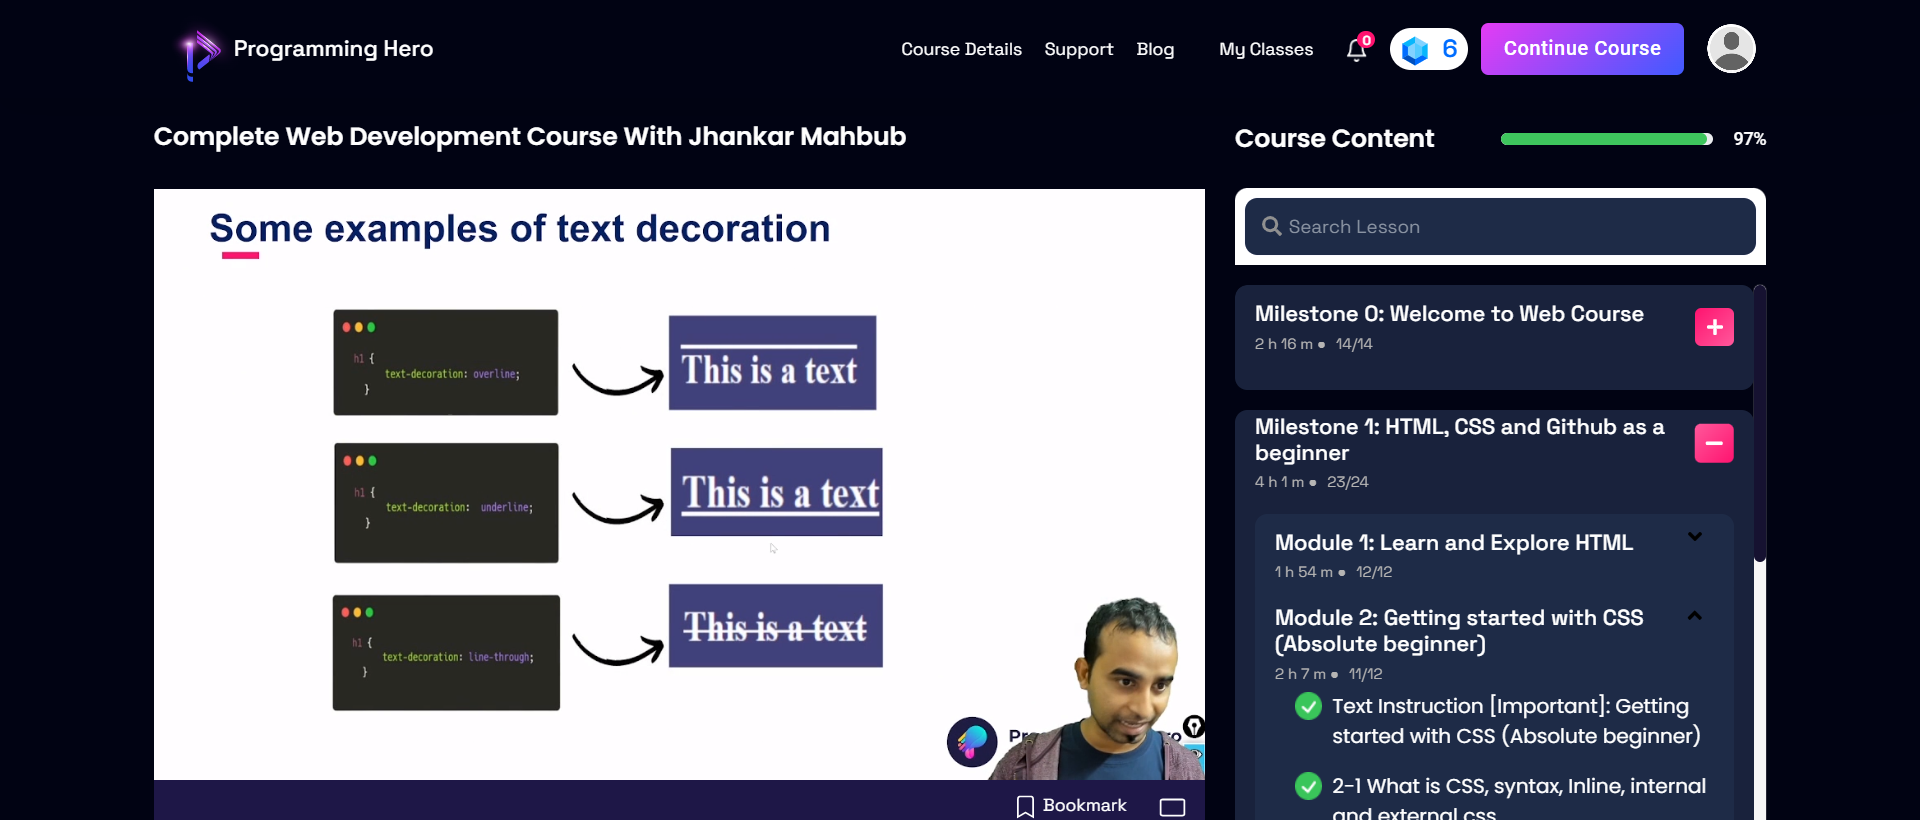 Programming Hero
Course Details
Support
Blog
My Classes
0
6
Continue Course
Complete Web Development Course With Jhankar Mahbub
Course Content
97%
Some examples of text decoration
h1 {
text-decoration: overline;
}
This is a text
h1 {
text-decoration: underline;
}
This is a text
h1 {
text-decoration: line-through;
}
This is a text
Bookmark
Search Lesson
Milestone 0: Welcome to Web Course
2 h 16 m ● 14/14
Milestone 1: HTML, CSS and Github as a
beginner
4 h 1 m ● 23/24
Module 1: Learn and Explore HTML
1 h 54 m ● 12/12
Module 2: Getting started with CSS
(Absolute beginner)
2 h 7 m ● 11/12
Text Instruction [Important]: Getting
started with CSS (Absolute beginner)
2-1 What is CSS, syntax, Inline, internal
and external css